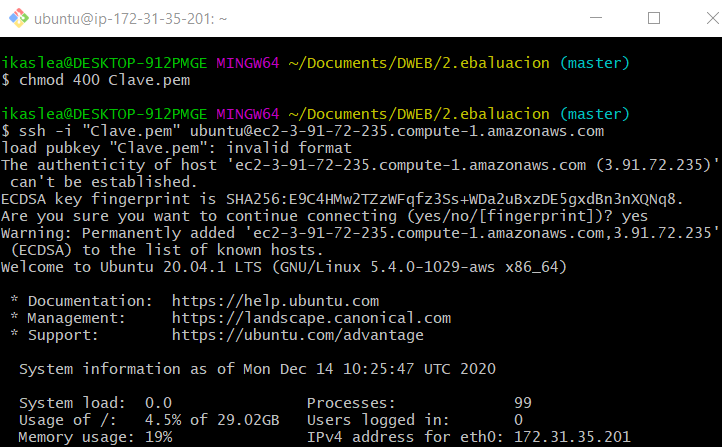 ubuntu@ip-172-31-35-201: ~
ikaslea@DESKTOP-912PMGE MINGW64 ~/Documents/DWEB/2.ebaluacion (master)
$ chmod 400 Clave.pem
ikaslea@DESKTOP-912PMGE MINGW64 ~/Documents/DWEB/2.ebaluacion (master)
$ ssh -i "Clave.pem" ubuntu@ec2-3-91-72-235.compute-1.amazonaws.com
load pubkey "Clave.pem": invalid format
The authenticity of host 'ec2-3-91-72-235.compute-1.amazonaws.com (3.91.72.235)'
can't be established.
ECDSA key fingerprint is SHA256:E9C4HMw2TZzWFqfz3Ss+WDa2uBxzDE5gxdBn3nXQNq8.
Are you sure you want to continue connecting (yes/no/[fingerprint])? yes
Warning: Permanently added 'ec2-3-91-72-235.compute-1.amazonaws.com,3.91.72.235'
(ECDSA) to the list of known hosts.
Welcome to Ubuntu 20.04.1 LTS (GNU/Linux 5.4.0-1029-aws x86_64)
* Documentation:  https://help.ubuntu.com
* Management:     https://landscape.canonical.com
* Support:        https://ubuntu.com/advantage
System information as of Mon Dec 14 10:25:47 UTC 2020
System load:  0.0               Processes:             99
Usage of /:   4.5% of 29.02GB   Users logged in:       0
Memory usage: 19%               IPv4 address for eth0: 172.31.35.201